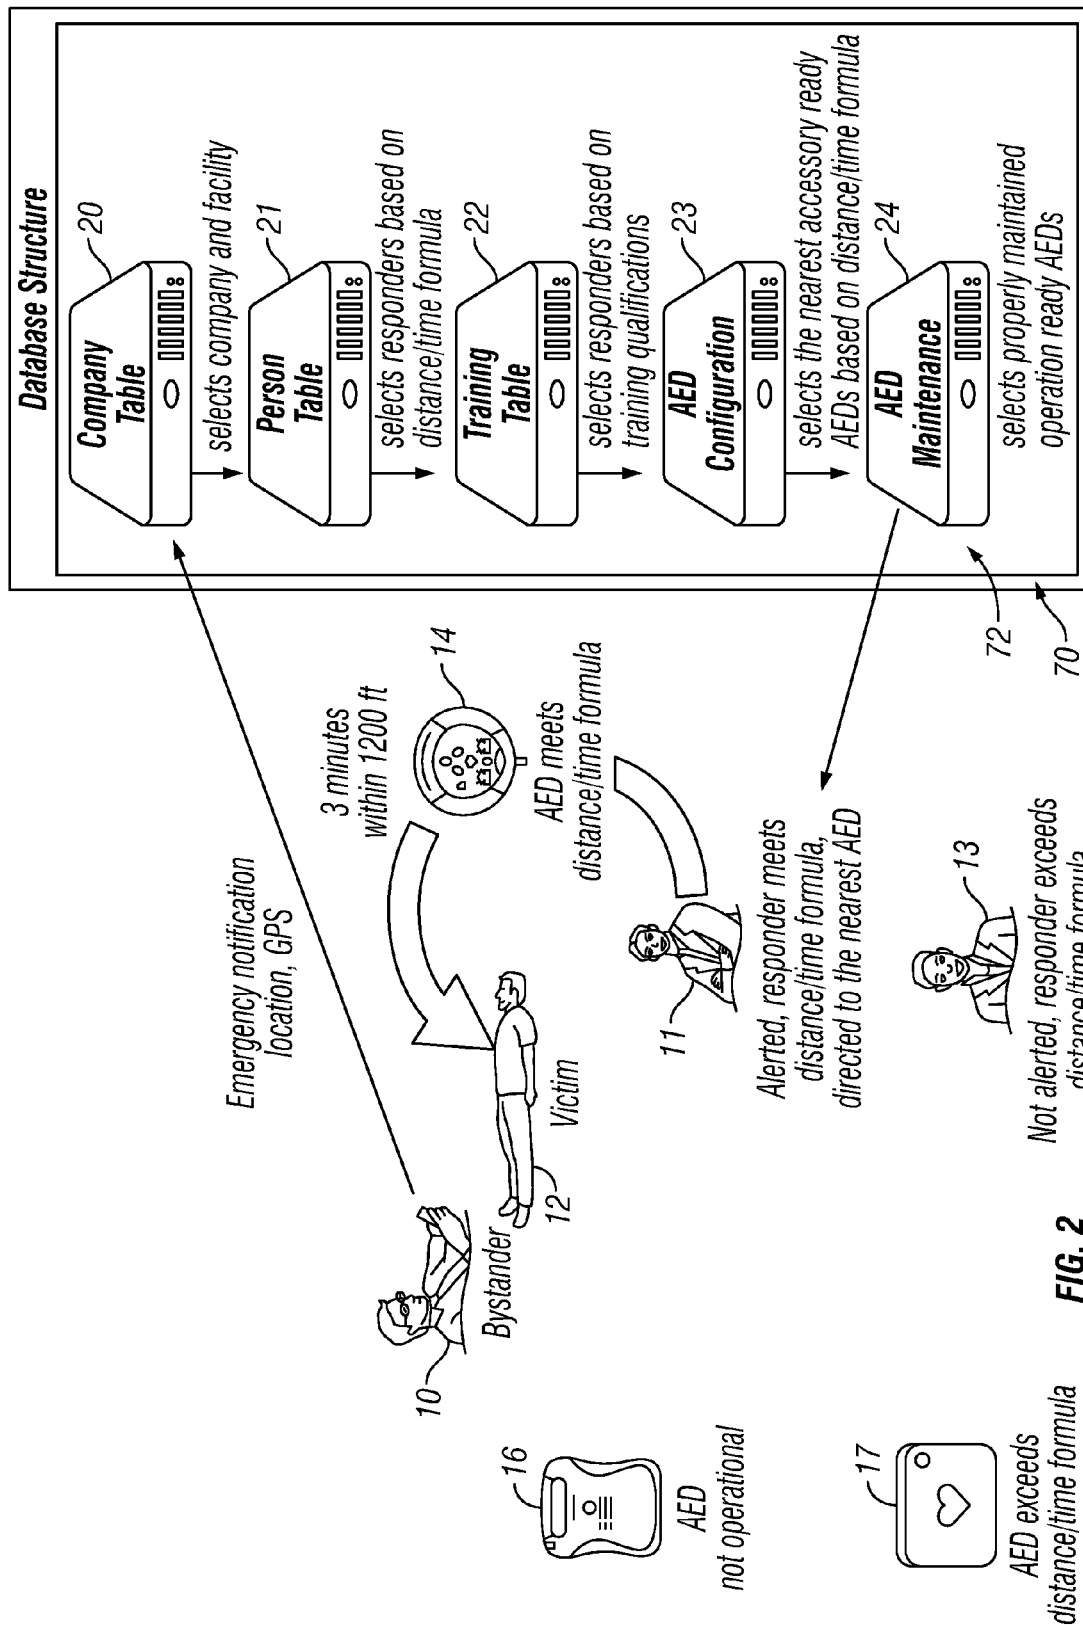 Database Structure
Company
Table
20
selects company and facility
Person
Table
21
selects responders based on
distance/time formula
Training
Table
22
selects responders based on
training qualifications
AED
Configuration
23
selects the nearest accessory ready
AEDs based on distance/time formula
AED
Maintenance
24
selects properly maintained
operation ready AEDs
72
70
Emergency notification
location, GPS
3 minutes
within 1200 ft
14
AED meets
distance/time formula
10
Bystander
12
Victim
11
Alerted, responder meets
distance/time formula,
directed to the nearest AED
13
Not alerted, responder exceeds
distance/time formula
16
AED
not operational
17
AED exceeds
distance/time formula
FIG. 2